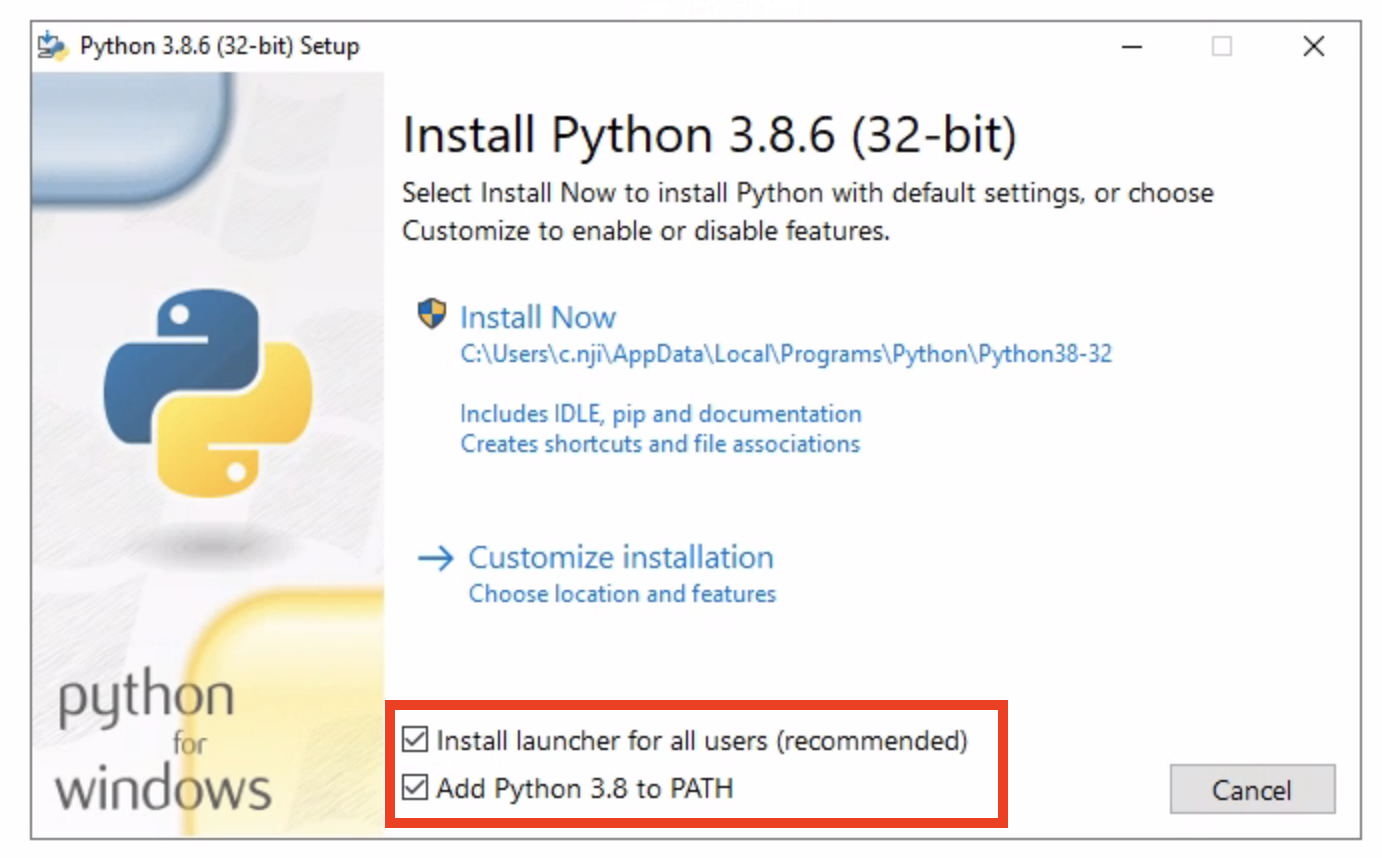 Python 3.8.6 (32-bit) Setup
Install Python 3.8.6 (32-bit)
Select Install Now to install Python with default settings, or choose
Customize to enable or disable features.
Install Now
C:\Users\c.nji\AppData\Local\Programs\Python\Python38-32
Includes IDLE, pip and documentation
Creates shortcuts and file associations
Customize installation
Choose location and features
python
for
windows
Install launcher for all users (recommended)
Add Python 3.8 to PATH
Cancel